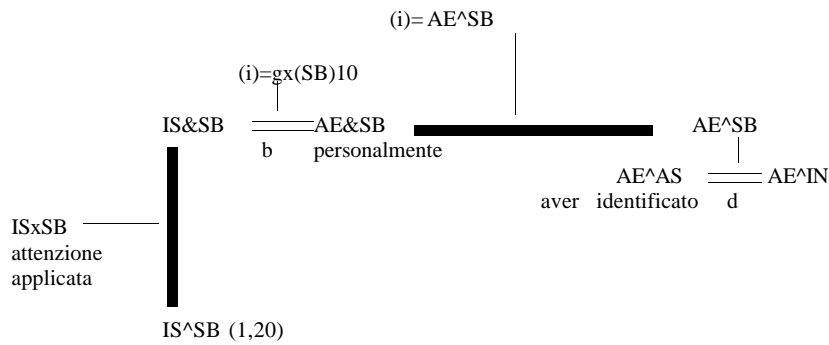 (i)= AE^SB
(i)=gx(SB)10
IS&SB AE&SB AE^SB
b personalmente
AE^AS AE^IN
aver identificato d
ISxSB
attenzione
applicata
IS^SB (1,20)